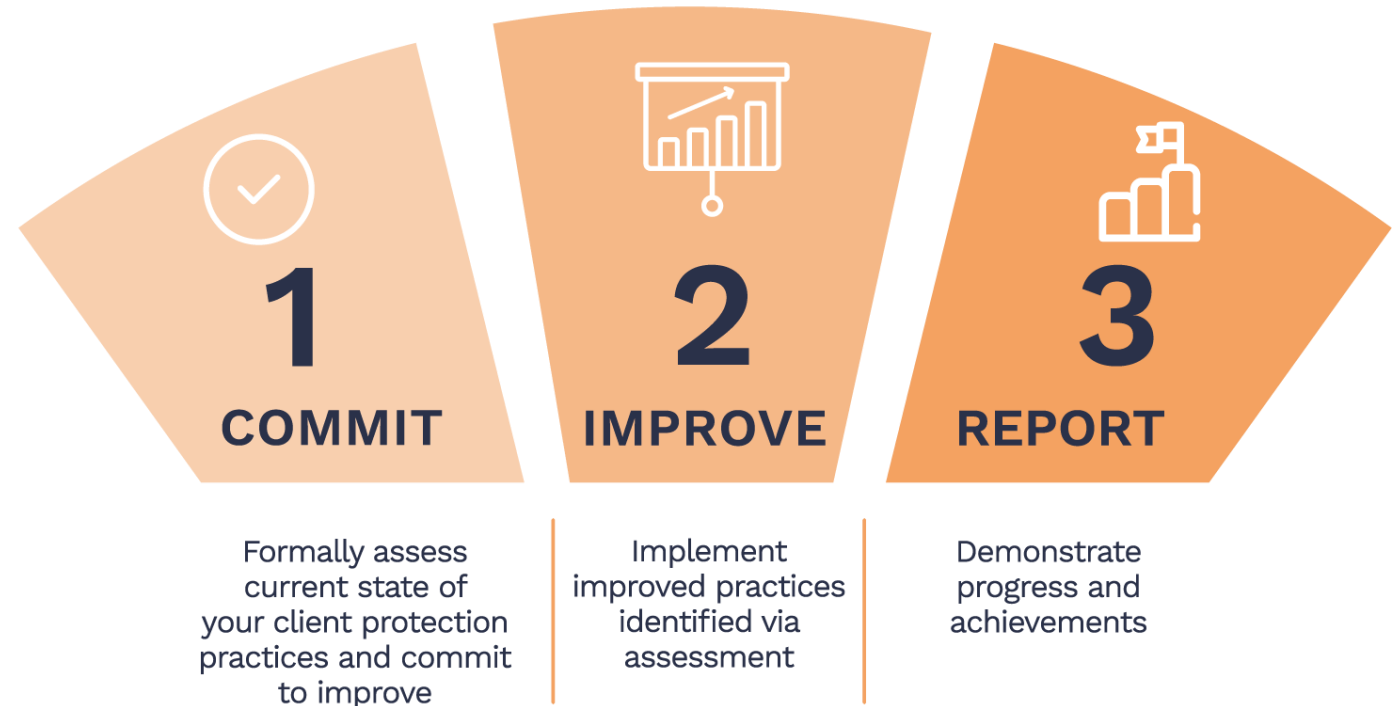 1
COMMIT
Formally assess
current state of
your client protection
practices and commit
to improve
2
IMPROVE
Implement
improved practices
identified via
assessment
3
REPORT
Demonstrate
progress and
achievements